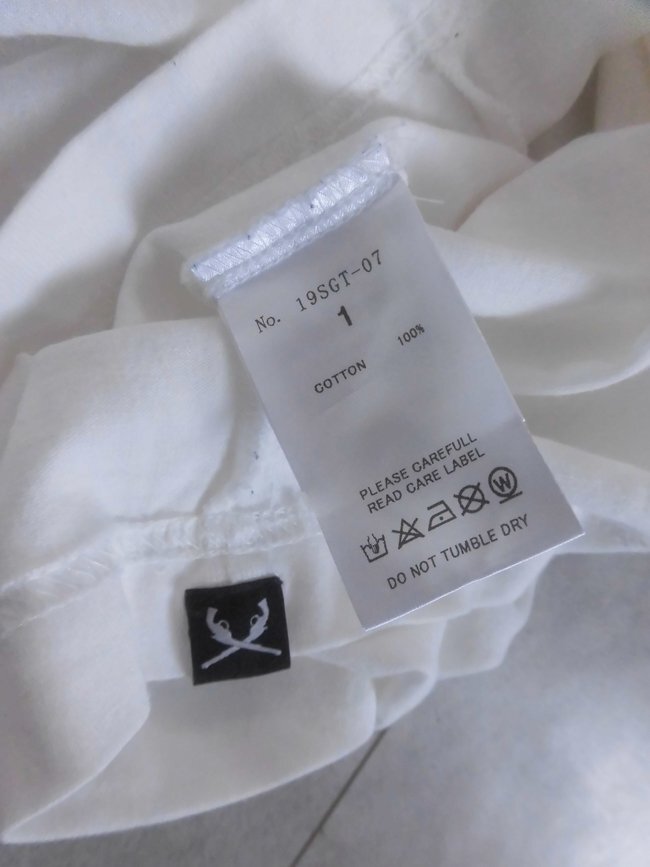 No. 19SGT-07
1
COTTON 100%
PLEASE CAREFULL
READ CARE LABEL
W
DO NOT TUMBLE DRY